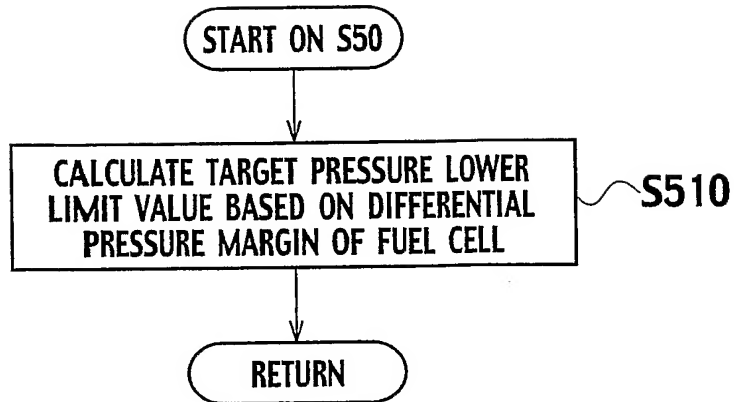 START ON S50
CALCULATE TARGET PRESSURE LOWER
LIMIT VALUE BASED ON DIFFERENTIAL
PRESSURE MARGIN OF FUEL CELL
S510
RETURN